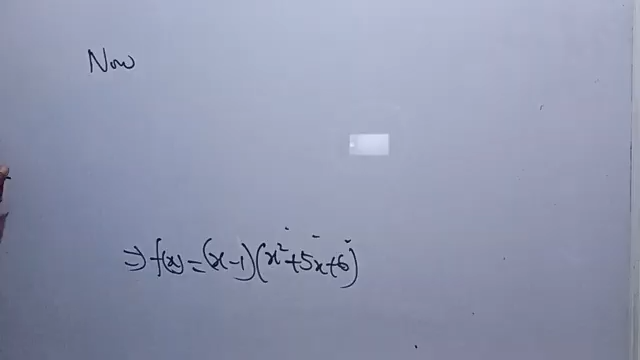 Now
⇒ f(x) = (x-1)(x²+5x+6)